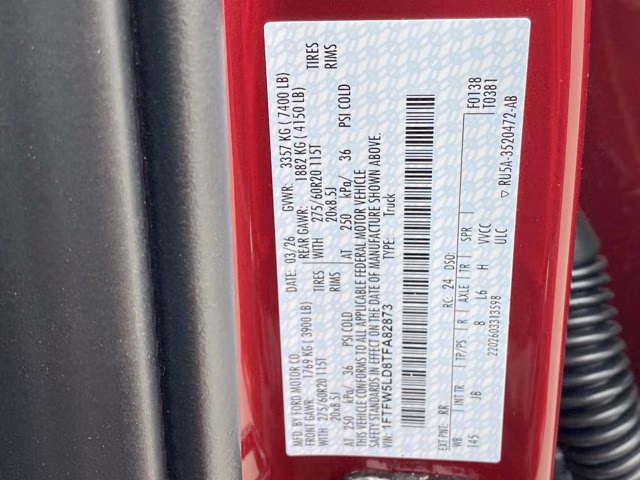 MFD. BY FORD MOTOR CO.
03/26 GVWR: 3357 KG ( 7400 LB)
FRONT GAWR: 1769 KG (3900 LB) REAR GAWR: 1882 KG ( 4150 LB)
WITH 275/60R20 115T TIRES WITH 275/60R20 115T TIRES
20x8.5J RIMS 20x8.5J RIMS
AT 250 kPa/ 36 PSI COLD AT 250 kPa/ 36 PSI COLD
THIS VEHICLE CONFORMS TO ALL APPLICABLE FEDERAL MOTOR VEHICLE
SAFETY STANDARDS IN EFFECT ON THE DATE OF MANUFACTURE SHOWN ABOVE.
VIN: 1FTFW5LD8TFA82873 TYPE: Truck
F0138
T0381
EXT PNT: RR RC: 24 DSO:
WB INT TR TP/PS R AXLE TR SPR
145 JB 8 L6 H VVCC
ULC
2202603313598
▽ RU5A-3520472-AB